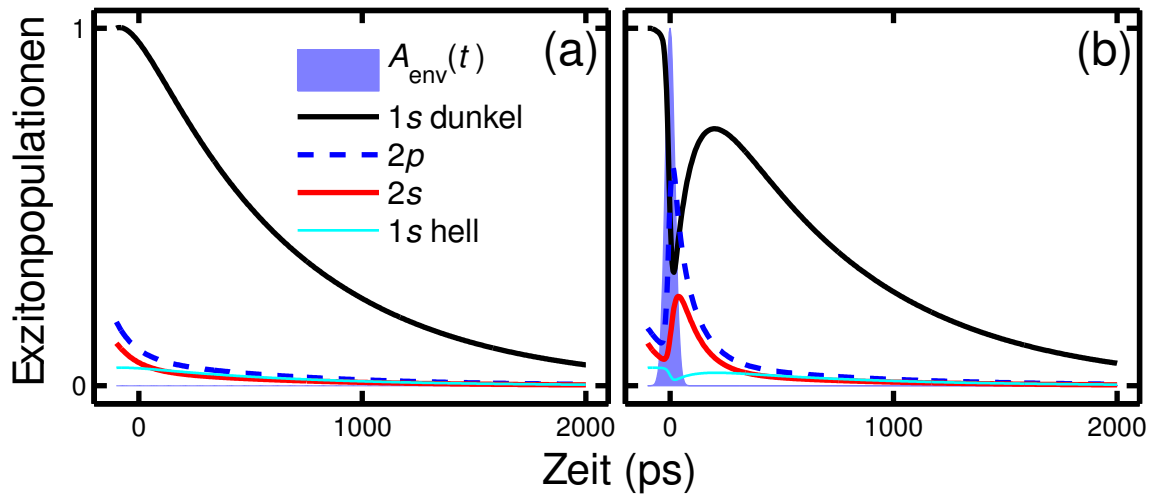 Exzitonpopulationen
1
0
(a)
A_env(t)
1s dunkel
2p
2s
1s hell
0
1000
2000
(b)
0
1000
2000
Zeit (ps)